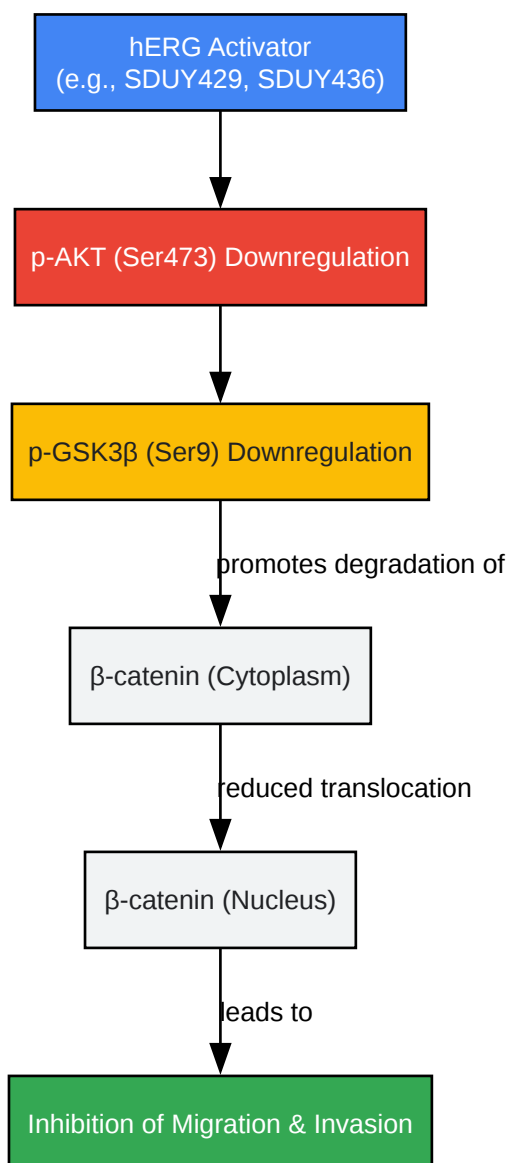 hERG Activator
(e.g., SDUY429, SDUY436)
p-AKT (Ser473) Downregulation
p-GSK3β (Ser9) Downregulation
promotes degradation of
β-catenin (Cytoplasm)
reduced translocation
β-catenin (Nucleus)
leads to
Inhibition of Migration & Invasion